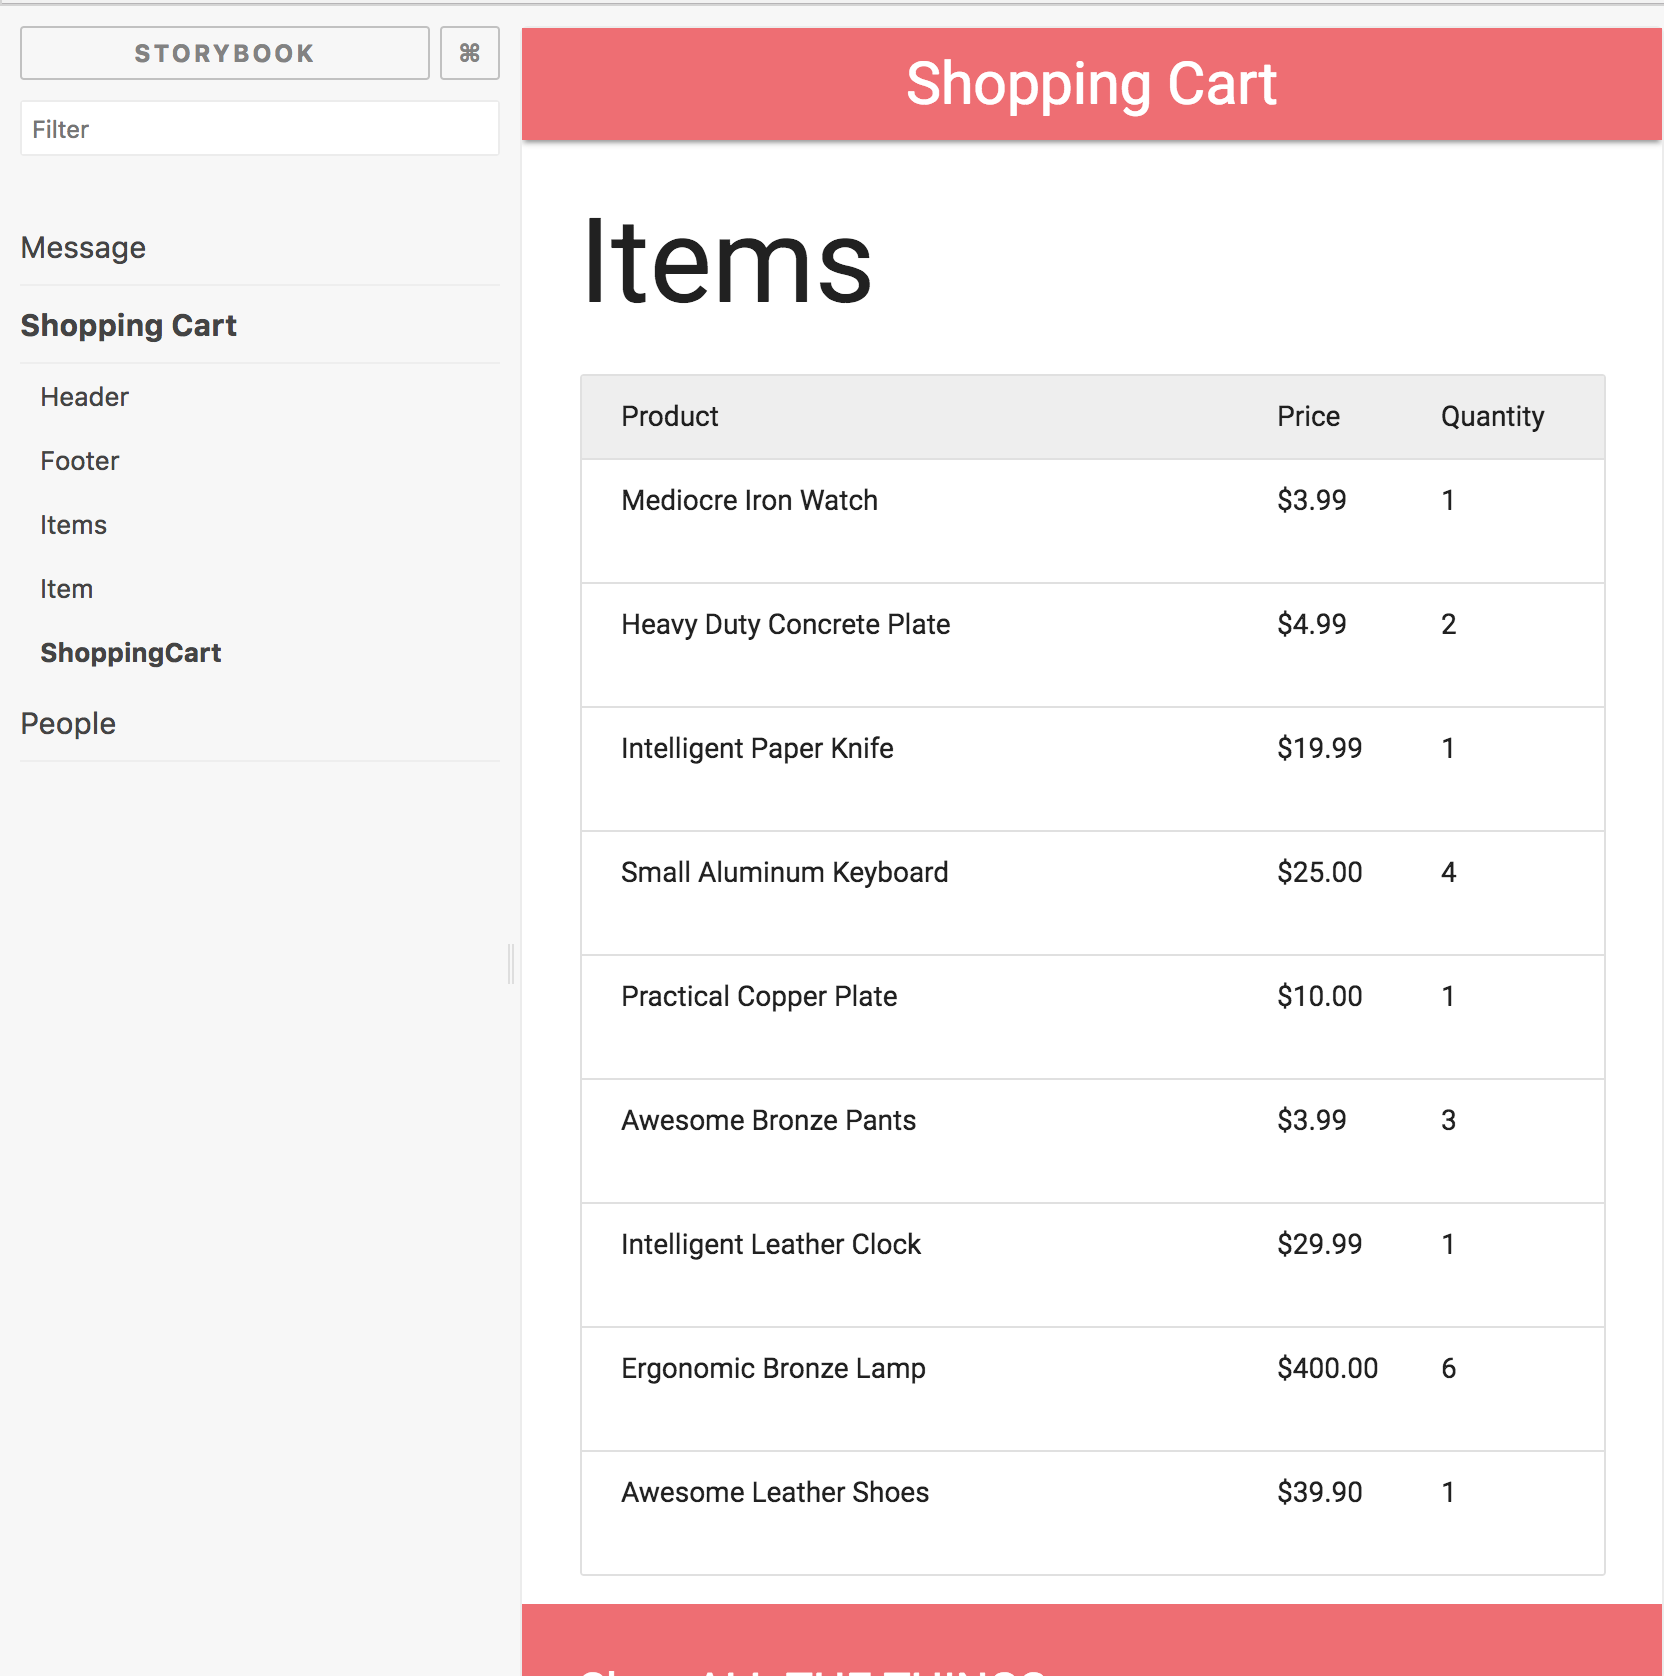 STORYBOOK ⌘
Filter
Message
Shopping Cart
Header
Footer
Items
Item
ShoppingCart
People
Shopping Cart
Items
Product Price Quantity
Mediocre Iron Watch $3.99 1
Heavy Duty Concrete Plate $4.99 2
Intelligent Paper Knife $19.99 1
Small Aluminum Keyboard $25.00 4
Practical Copper Plate $10.00 1
Awesome Bronze Pants $3.99 3
Intelligent Leather Clock $29.99 1
Ergonomic Bronze Lamp $400.00 6
Awesome Leather Shoes $39.90 1
ALL THE THINGS